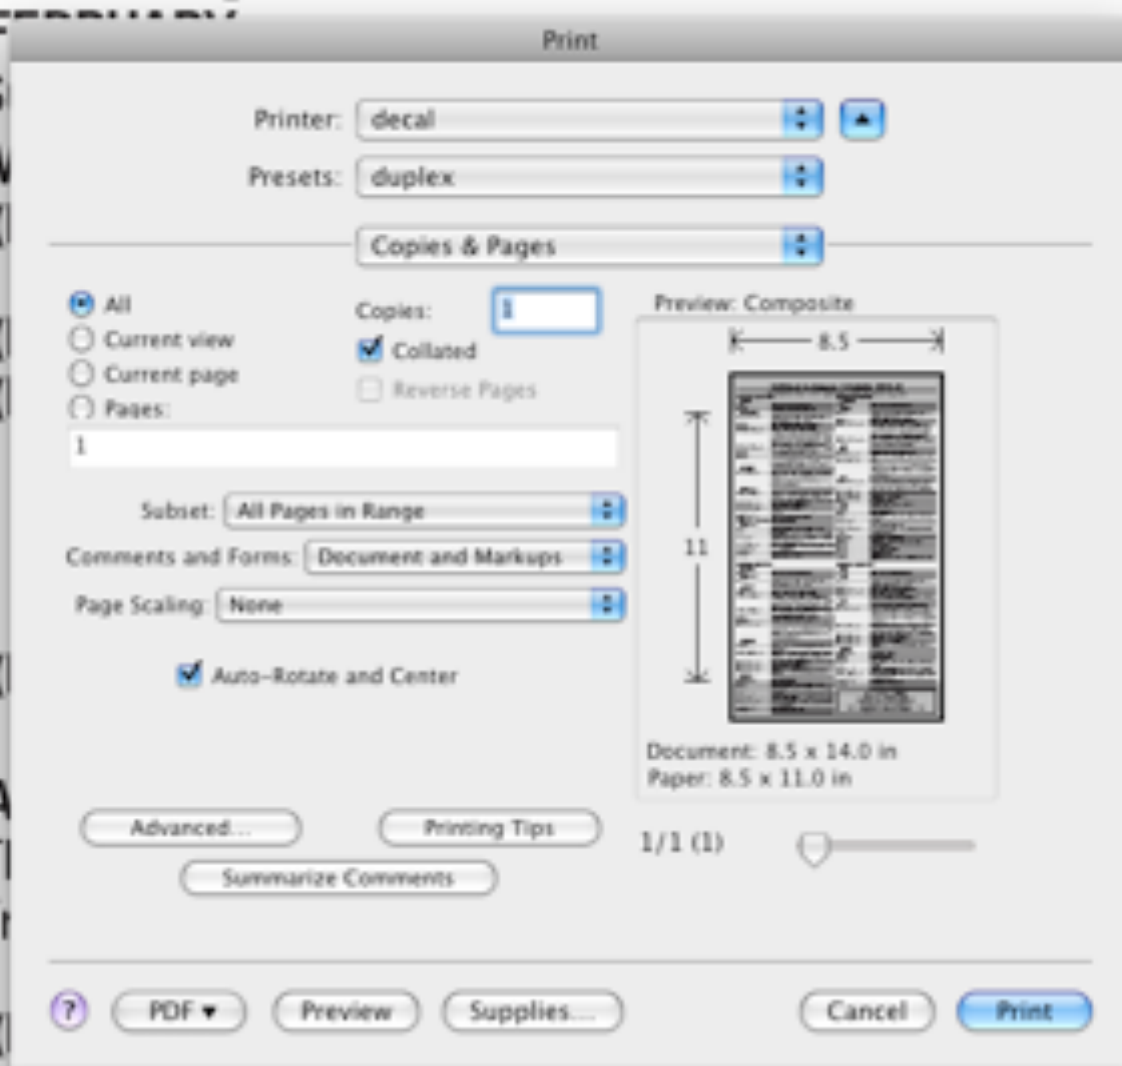 FEBRUARY
Print
Printer: decal
Presets: duplex
Copies & Pages
All
Current view
Current page
Pages:
1
Copies: 1
Collated
Reverse Pages
Subset: All Pages in Range
Comments and Forms: Document and Markups
Page Scaling: None
Auto-Rotate and Center
Advanced...
Printing Tips
Summarize Comments
Preview: Composite
8.5
11
Document: 8.5 x 14.0 in
Paper: 8.5 x 11.0 in
1/1 (1)
? PDF ▼ Preview Supplies... Cancel Print